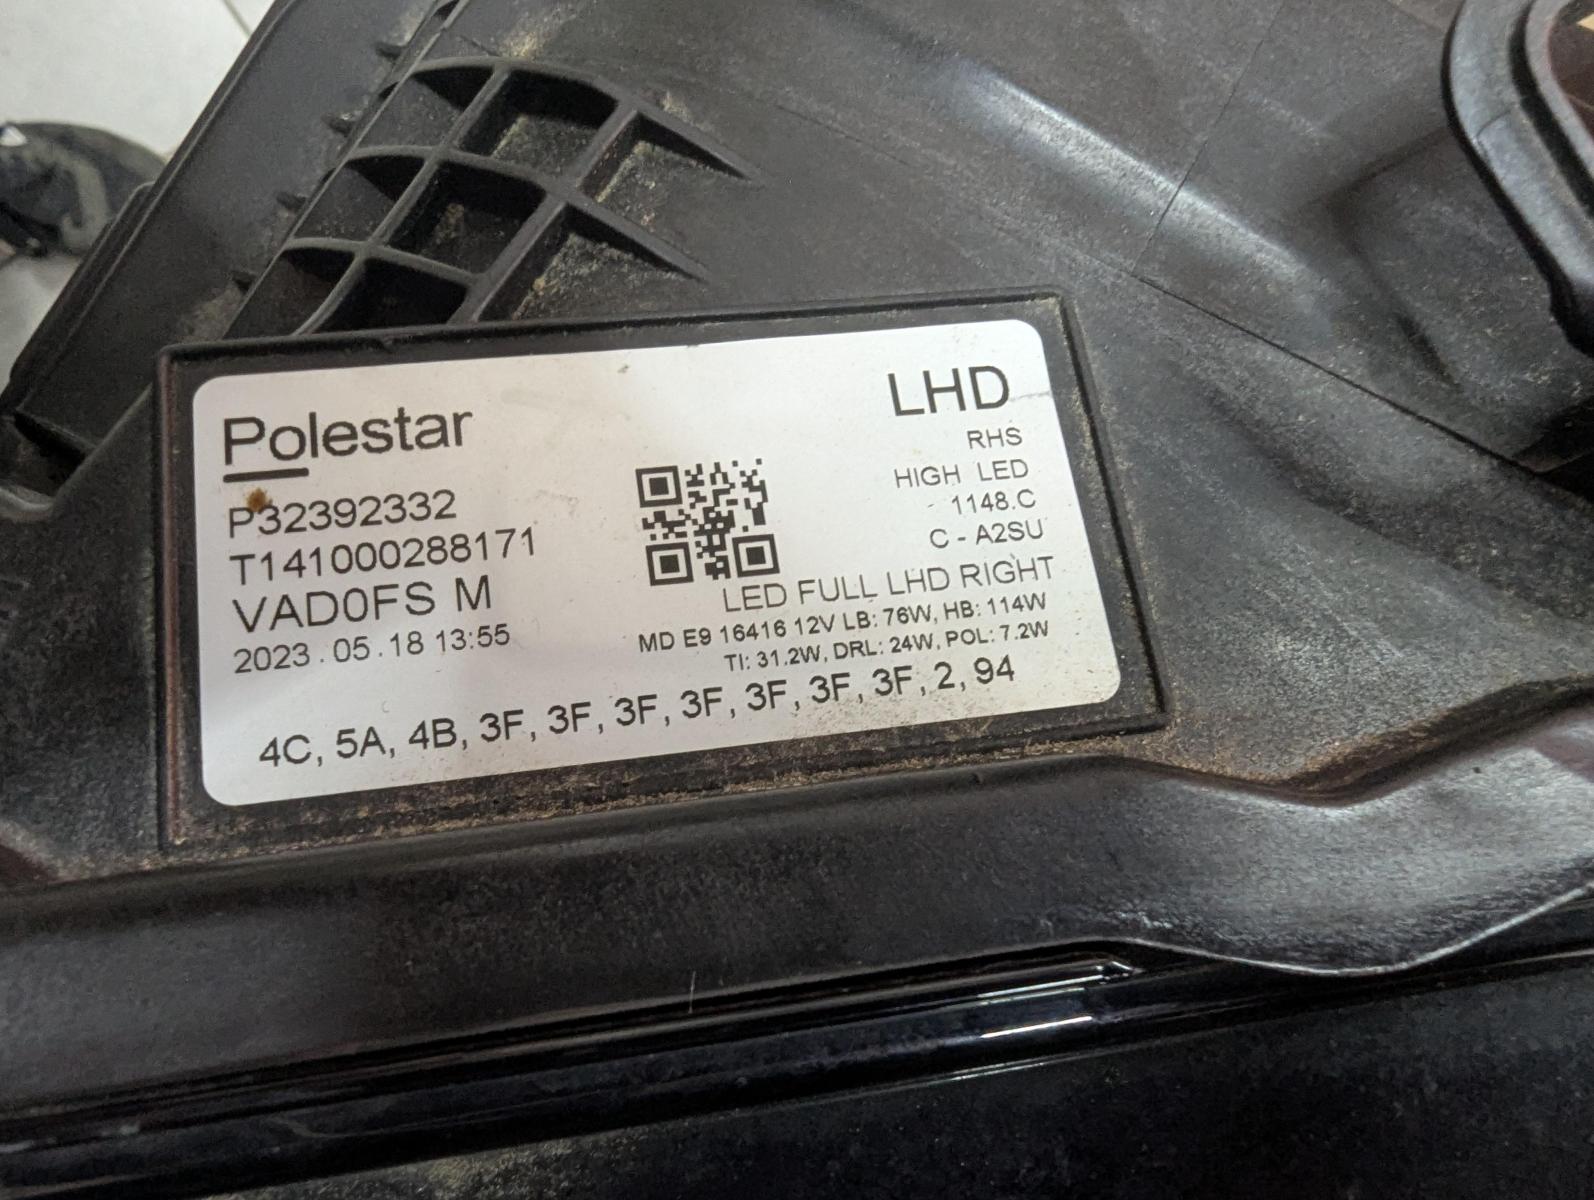 Polestar
P32392332
T141000288171
VAD0FS M
2023.05.18 13:55
LHD
RHS
HIGH LED
1148.C
C - A2SU
LED FULL LHD RIGHT
MD E9 16416 12V LB: 76W, HB: 114W
TI: 31.2W, DRL: 24W, POL: 7.2W
4C, 5A, 4B, 3F, 3F, 3F, 3F, 3F, 3F, 3F, 2, 94